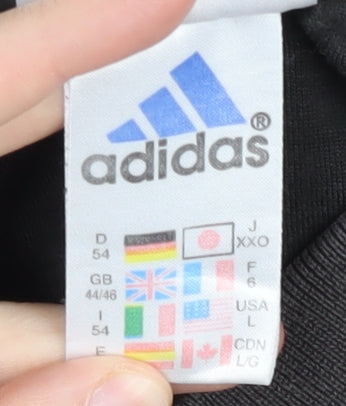 adidas®
D 54 J XXO
GB 44/46 F 6
I 54 USA L
E CDN L/G